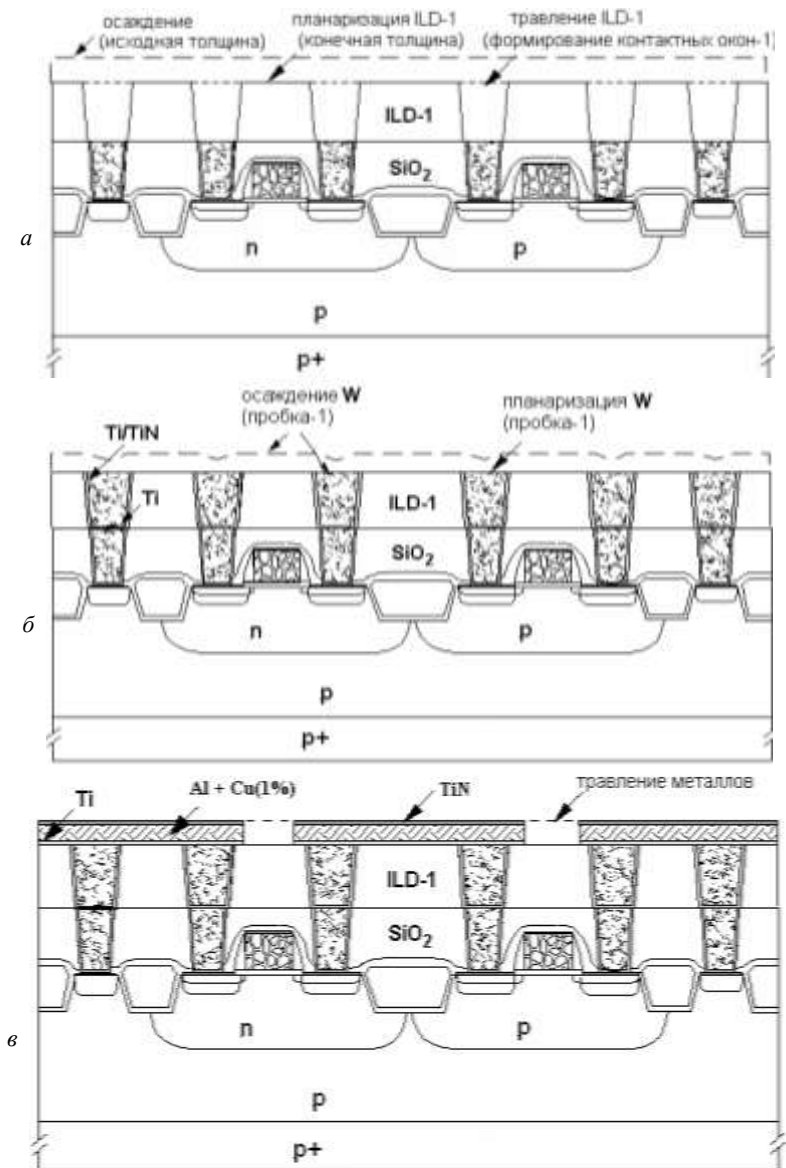 осаждение
(исходная толщина)
планаризация ILD-1
(конечная толщина)
травление ILD-1
(формирование контактных окон-1)
ILD-1
SiO2
а
n
p
p
p+
осаждение W
(пробка-1)
планаризация W
(пробка-1)
Ti/TiN
Ti
ILD-1
SiO2
б
n
p
p
p+
Ti
Al + Cu(1%)
TiN
травление металлов
ILD-1
SiO2
в
n
p
p
p+